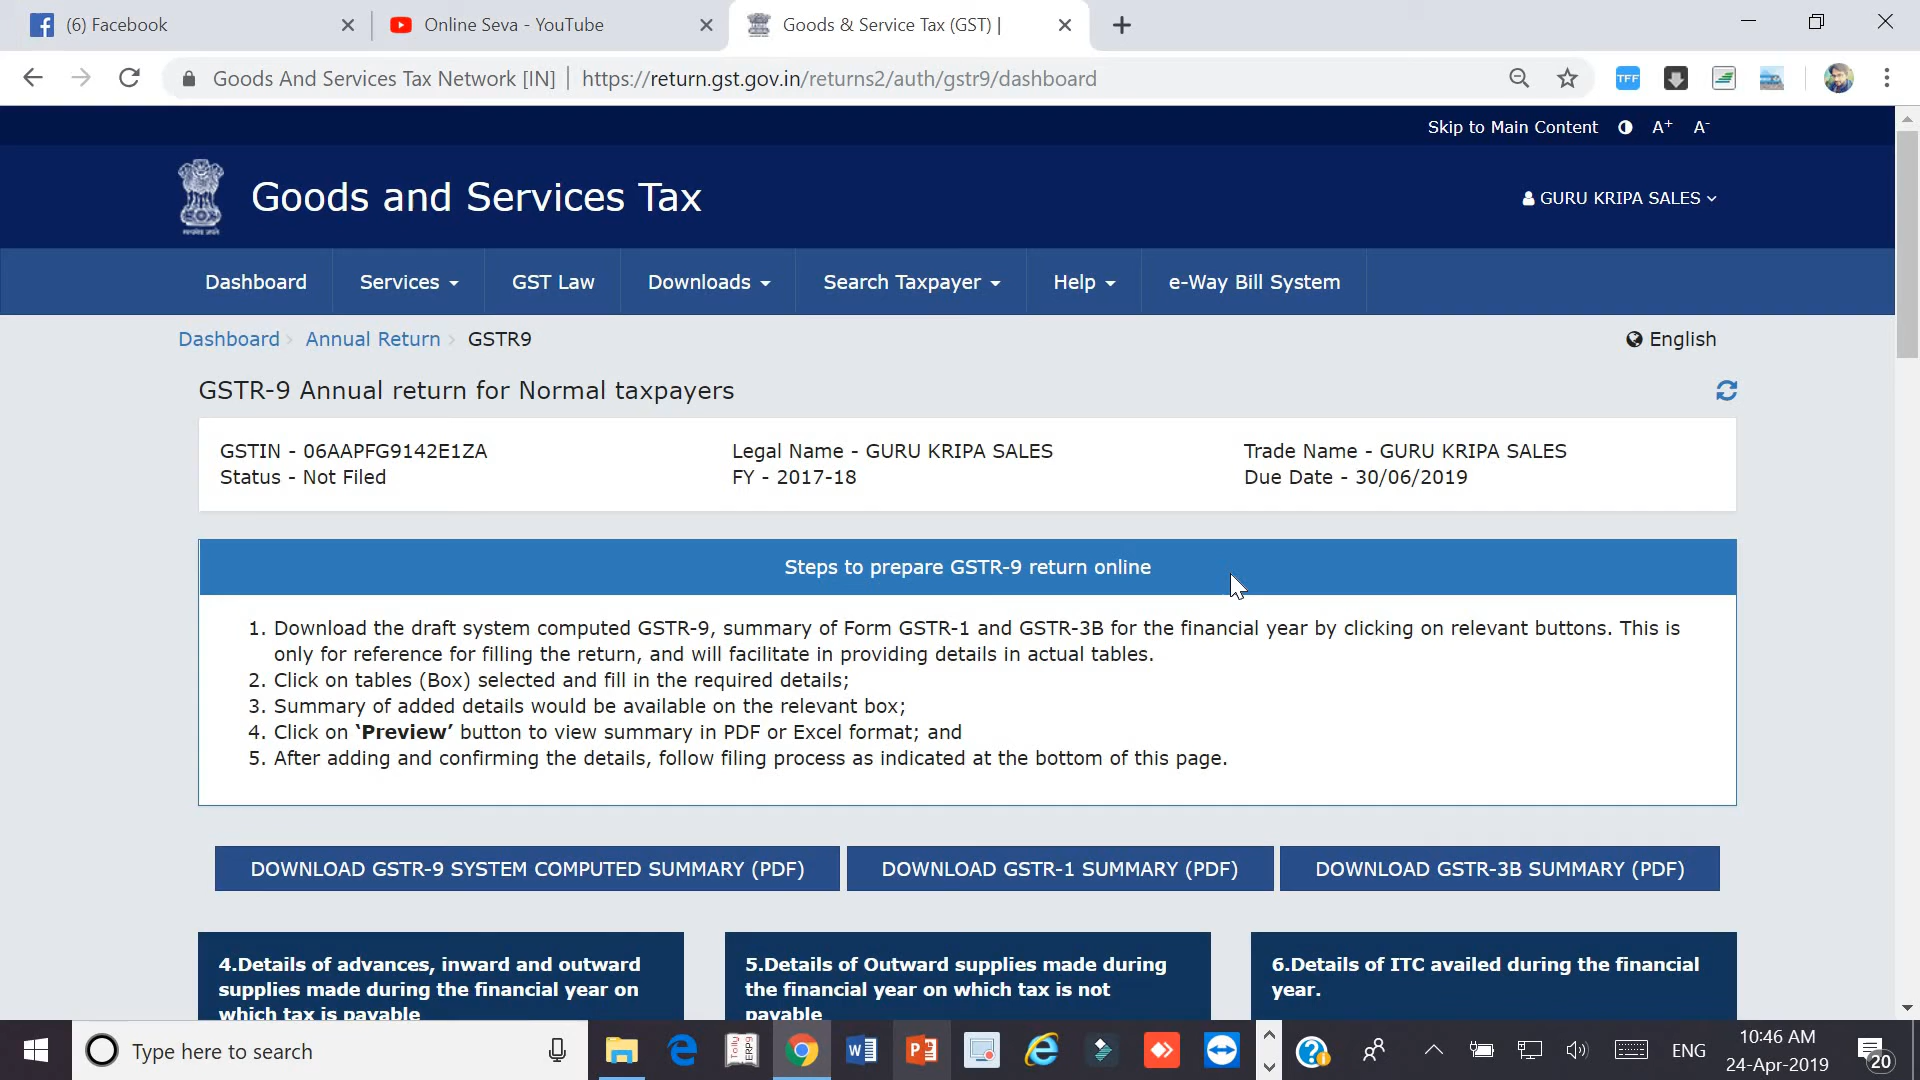 (6) Facebook
Online Seva - YouTube
Goods & Service Tax (GST) |
Goods And Services Tax Network [IN] | https://return.gst.gov.in/returns2/auth/gstr9/dashboard
TFF
Skip to Main Content A+ A-
Goods and Services Tax
GURU KRIPA SALES
Dashboard Services GST Law Downloads Search Taxpayer Help e-Way Bill System
Dashboard Annual Return GSTR9
English
GSTR-9 Annual return for Normal taxpayers
GSTIN - 06AAPFG9142E1ZA Legal Name - GURU KRIPA SALES Trade Name - GURU KRIPA SALES
Status - Not Filed FY - 2017-18 Due Date - 30/06/2019
Steps to prepare GSTR-9 return online
1. Download the draft system computed GSTR-9, summary of Form GSTR-1 and GSTR-3B for the financial year by clicking on relevant buttons. This is
only for reference for filling the return, and will facilitate in providing details in actual tables.
2. Click on tables (Box) selected and fill in the required details;
3. Summary of added details would be available on the relevant box;
4. Click on ‘Preview’ button to view summary in PDF or Excel format; and
5. After adding and confirming the details, follow filing process as indicated at the bottom of this page.
DOWNLOAD GSTR-9 SYSTEM COMPUTED SUMMARY (PDF) DOWNLOAD GSTR-1 SUMMARY (PDF) DOWNLOAD GSTR-3B SUMMARY (PDF)
4.Details of advances, inward and outward
supplies made during the financial year on
which tax is payable
5.Details of Outward supplies made during
the financial year on which tax is not
payable
6.Details of ITC availed during the financial
year.
Type here to search
ENG
10:46 AM
24-Apr-2019
20